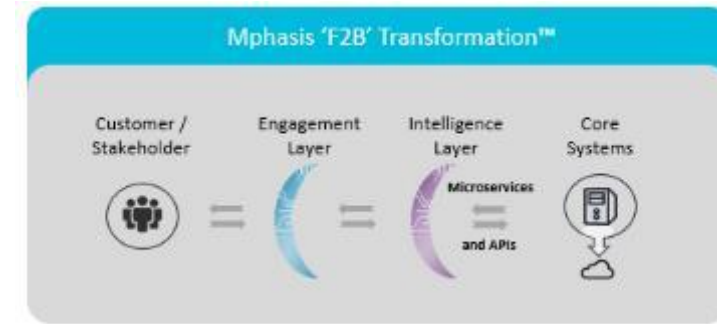 Mphasis ‘F2B’ Transformation™
Customer /
Stakeholder
Engagement
Layer
Intelligence
Layer
Core
Systems
Microservices
and APIs